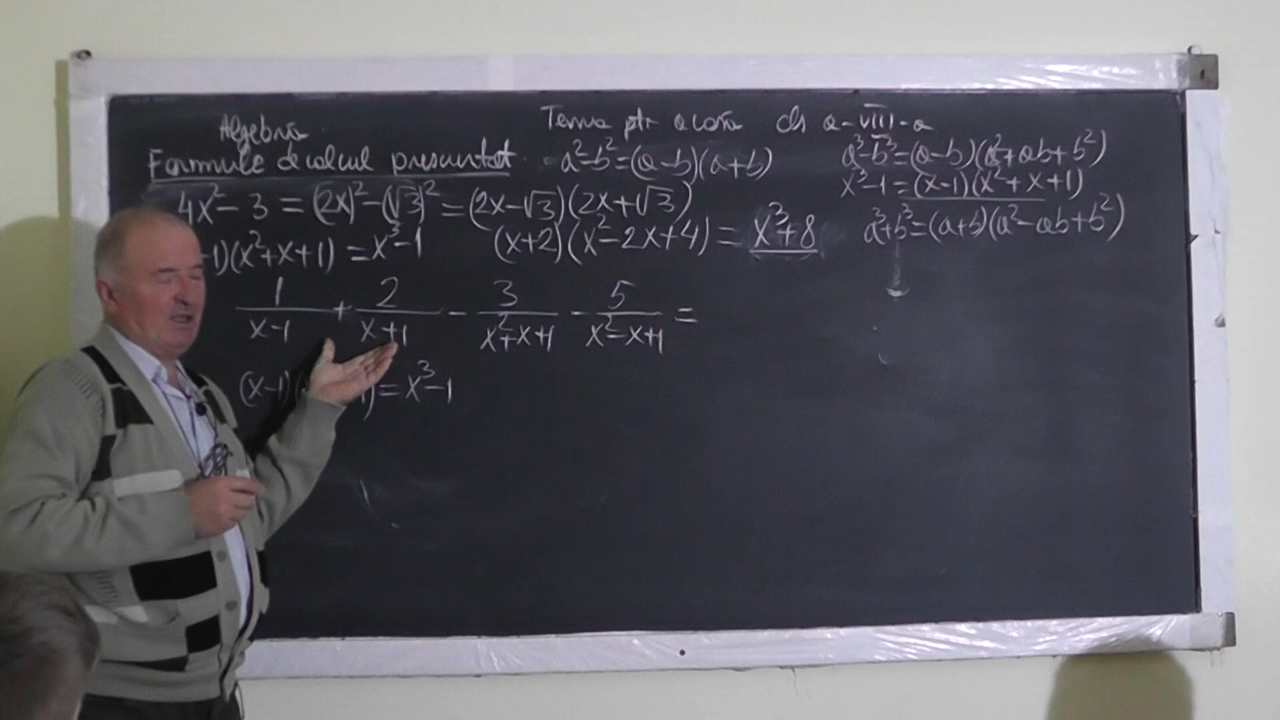 Algebra
Tema ptr acasă cls a-VIII-a
Formule de calcul prescurtat
a²-b²=(a-b)(a+b)
a³-b³=(a-b)(a²+ab+b²)
x³-1=(x-1)(x²+x+1)
4x²-3=(2x)²-(√3)²=(2x-√3)(2x+√3)
a³+b³=(a+b)(a²-ab+b²)
-1)(x²+x+1)=x³-1
(x+2)(x²-2x+4)=x³+8
1/(x-1) + 2/(x+1) - 3/(x²+x+1) - 5/(x²-x+1) =
(x-1)( 1)=x³-1